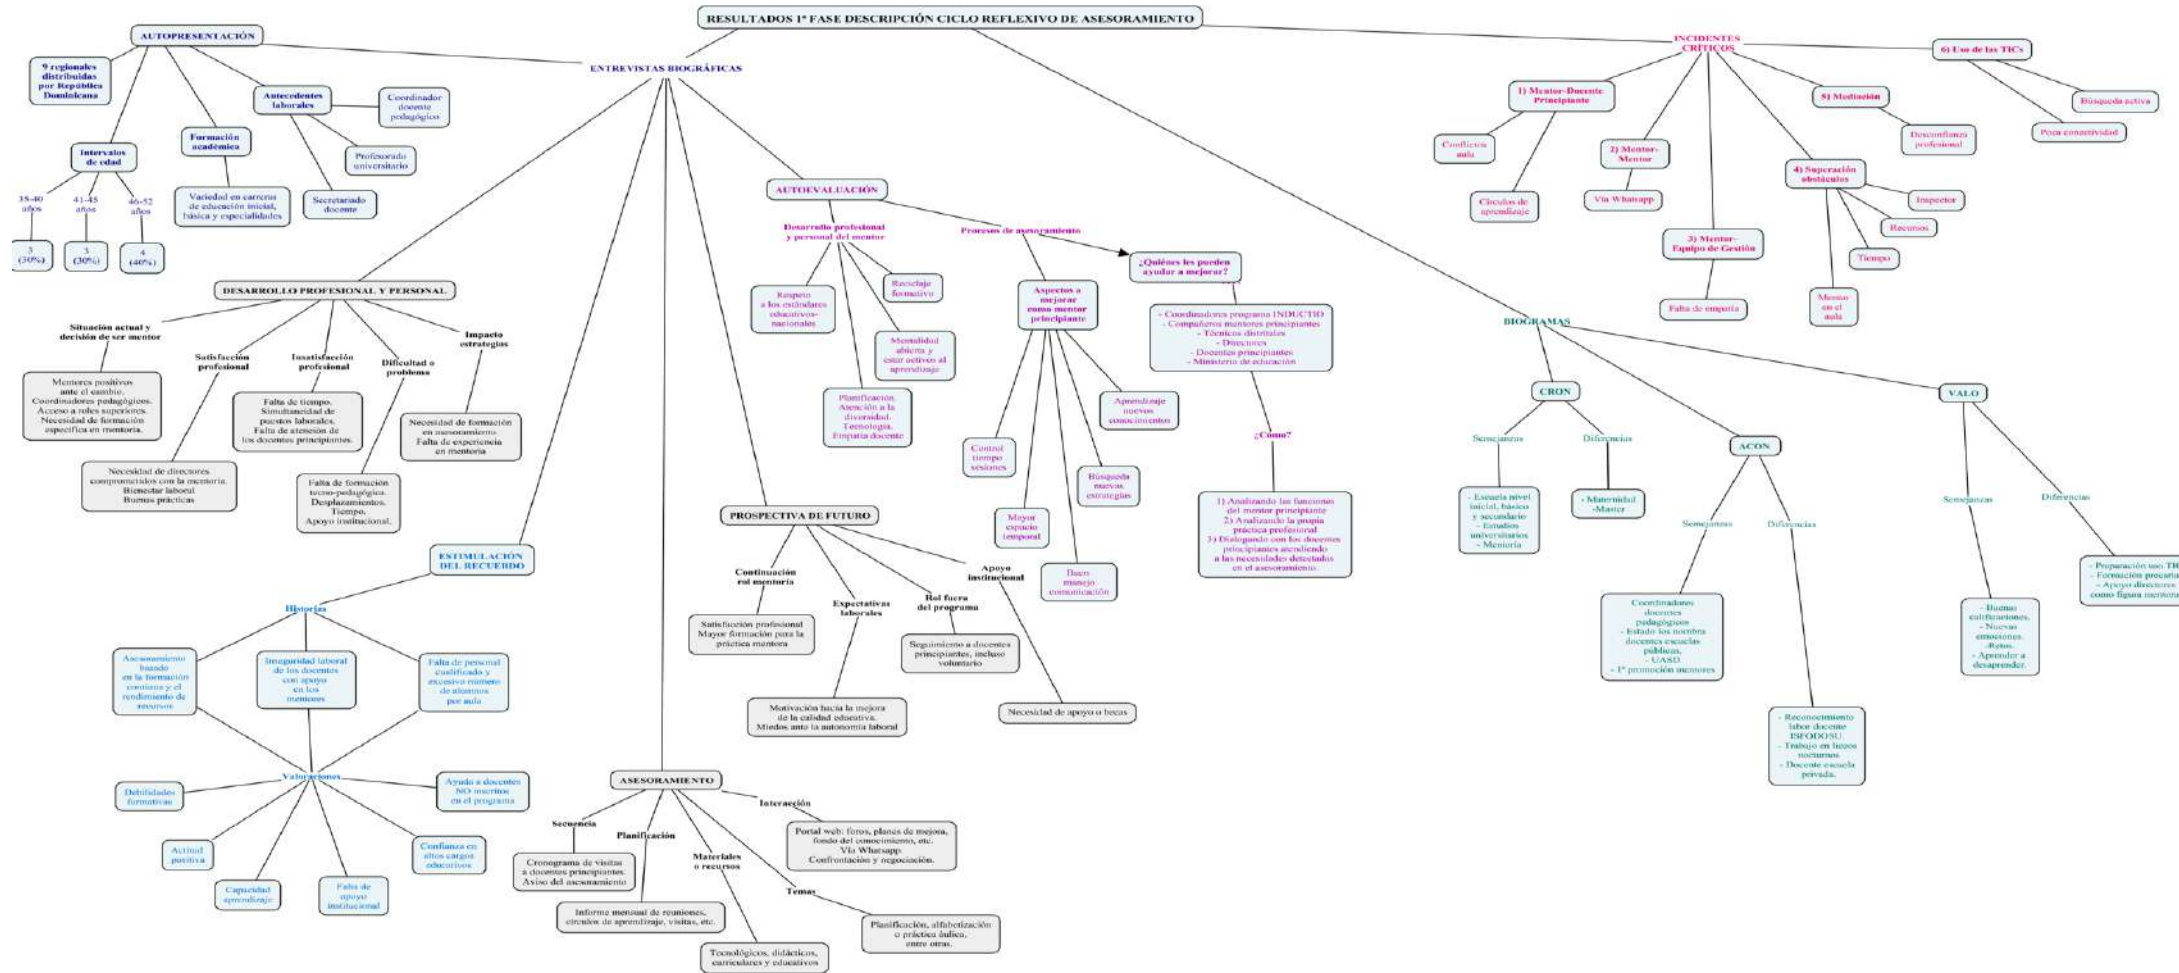 RESULTADOS 1ª FASE DESCRIPCIÓN CICLO REFLEXIVO DE ASESORAMIENTO
AUTOPRESENTACIÓN
9 regionales
distribuidas
por República
Dominicana
Intervalos
de edad
35-40
años
41-45
años
46-52
años
3
(30%)
3
(30%)
4
(40%)
Formación
académica
Variedad en carreras
de educación inicial,
básica y especialidades
Antecedentes
laborales
Coordinador
docente
pedagógico
Profesorado
universitario
Secretariado
docente
ENTREVISTAS BIOGRÁFICAS
DESARROLLO PROFESIONAL Y PERSONAL
Situación actual y
decisión de ser mentor
Mentores positivos
ante el cambio.
Coordinadores pedagógicos.
Acceso a roles superiores.
Necesidad de formación
específica en mentoría.
Satisfacción
profesional
Necesidad de directores
comprometidos con la mentoría.
Bienestar laboral
Buenas prácticas
Insatisfacción
profesional
Falta de tiempo.
Simultaneidad de
puestos laborales.
Falta de atención de
los docentes principiantes.
Dificultad o
problema
Falta de formación
tecno-pedagógica.
Desplazamientos.
Tiempo.
Apoyo institucional.
Impacto
estrategias
Necesidad de formación
en asesoramiento
Falta de experiencia
en mentoría
ESTIMULACIÓN
DEL RECUERDO
Historias
Asesoramiento
basado
en la formación
continua y el
rendimiento de
recursos
Inseguridad laboral
de los docentes
con apoyo
en los
mentores
Falta de personal
cualificado y
excesivo número
de alumnos
por aula
Valoraciones
Debilidades
formativas
Actitud
positiva
Capacidad
aprendizaje
Falta de
apoyo
institucional
Confianza en
altos cargos
educativos
Ayuda a docentes
NO inscritos
en el programa
ASESORAMIENTO
Secuencia
Cronograma de visitas
a docentes principiantes.
Aviso del asesoramiento
Planificación
Informe mensual de reuniones,
círculos de aprendizaje, visitas, etc.
Materiales
o recursos
Tecnológicos, didácticos,
curriculares y educativos
Temas
Planificación, alfabetización
o práctica áulica,
entre otras.
Interacción
Portal web: foros, planes de mejora,
fondo del conocimiento, etc.
Vía Whatsapp.
Confrontación y negociación.
PROSPECTIVA DE FUTURO
Continuación
rol mentoría
Satisfacción profesional
Mayor formación para la
práctica mentora
Expectativas
laborales
Motivación hacia la mejora
de la calidad educativa.
Miedos ante la autonomía laboral
Rol fuera
del programa
Seguimiento a docentes
principiantes, incluso
voluntario
Apoyo
institucional
Necesidad de apoyo o becas
AUTOEVALUACIÓN
Desarrollo profesional
y personal del mentor
Respeto
a los estándares
educativos-
nacionales
Planificación.
Atención a la
diversidad.
Tecnología.
Empatía docente
Mentalidad
abierta y
estar activos al
aprendizaje
Reciclaje
formativo
Procesos de asesoramiento
Aspectos a
mejorar
como mentor
principiante
Control
tiempo
sesiones
Mayor
espacio
temporal
Buen
manejo
comunicación
Búsqueda
nuevas
estrategias
Aprendizaje
nuevos
conocimientos
¿Quiénes les pueden
ayudar a mejorar?
- Coordinadores programa INDUCTIO
- Compañeros mentores principiantes
- Técnicos distritales
- Directores
- Docentes principiantes
- Ministerio de educación
¿Cómo?
1) Analizando las funciones
del mentor principiante
2) Analizando la propia
práctica profesional
3) Dialogando con los docentes
principiantes atendiendo
a las necesidades detectadas
en el asesoramiento.
INCIDENTES
CRÍTICOS
1) Mentor-Docente
Principiante
Conflictos
aula
Círculos de
aprendizaje
2) Mentor-
Mentor
Vía Whatsapp
3) Mentor-
Equipo de Gestión
Falta de empatía
4) Superación
obstáculos
Mentor
en el
aula
Tiempo
Recursos
Inspector
5) Mediación
Desconfianza
profesional
6) Uso de las TICs
Poca conectividad
Búsqueda activa
BIOGRAMAS
CRON
Semejanzas
- Escuela nivel
inicial, básico
y secundario
- Estudios
universitarios
- Mentoría
Diferencias
- Maternidad
-Master
ACON
Semejanzas
Coordinadores
docentes
pedagógicos
- Estado los nombra
docentes escuelas
públicas,
- UASD
- 1ª promoción mentores
Diferencias
- Reconocimiento
labor docente
ISFODOSU.
- Trabajo en liceos
nocturnos
- Docente escuela
privada.
VALO
Semejanzas
- Buenas
calificaciones.
- Nuevas
emociones.
-Retos.
- Aprender a
desaprender.
Diferencias
- Preparación uso
- Formación precaria
- Apoyo directores
como figura mentora